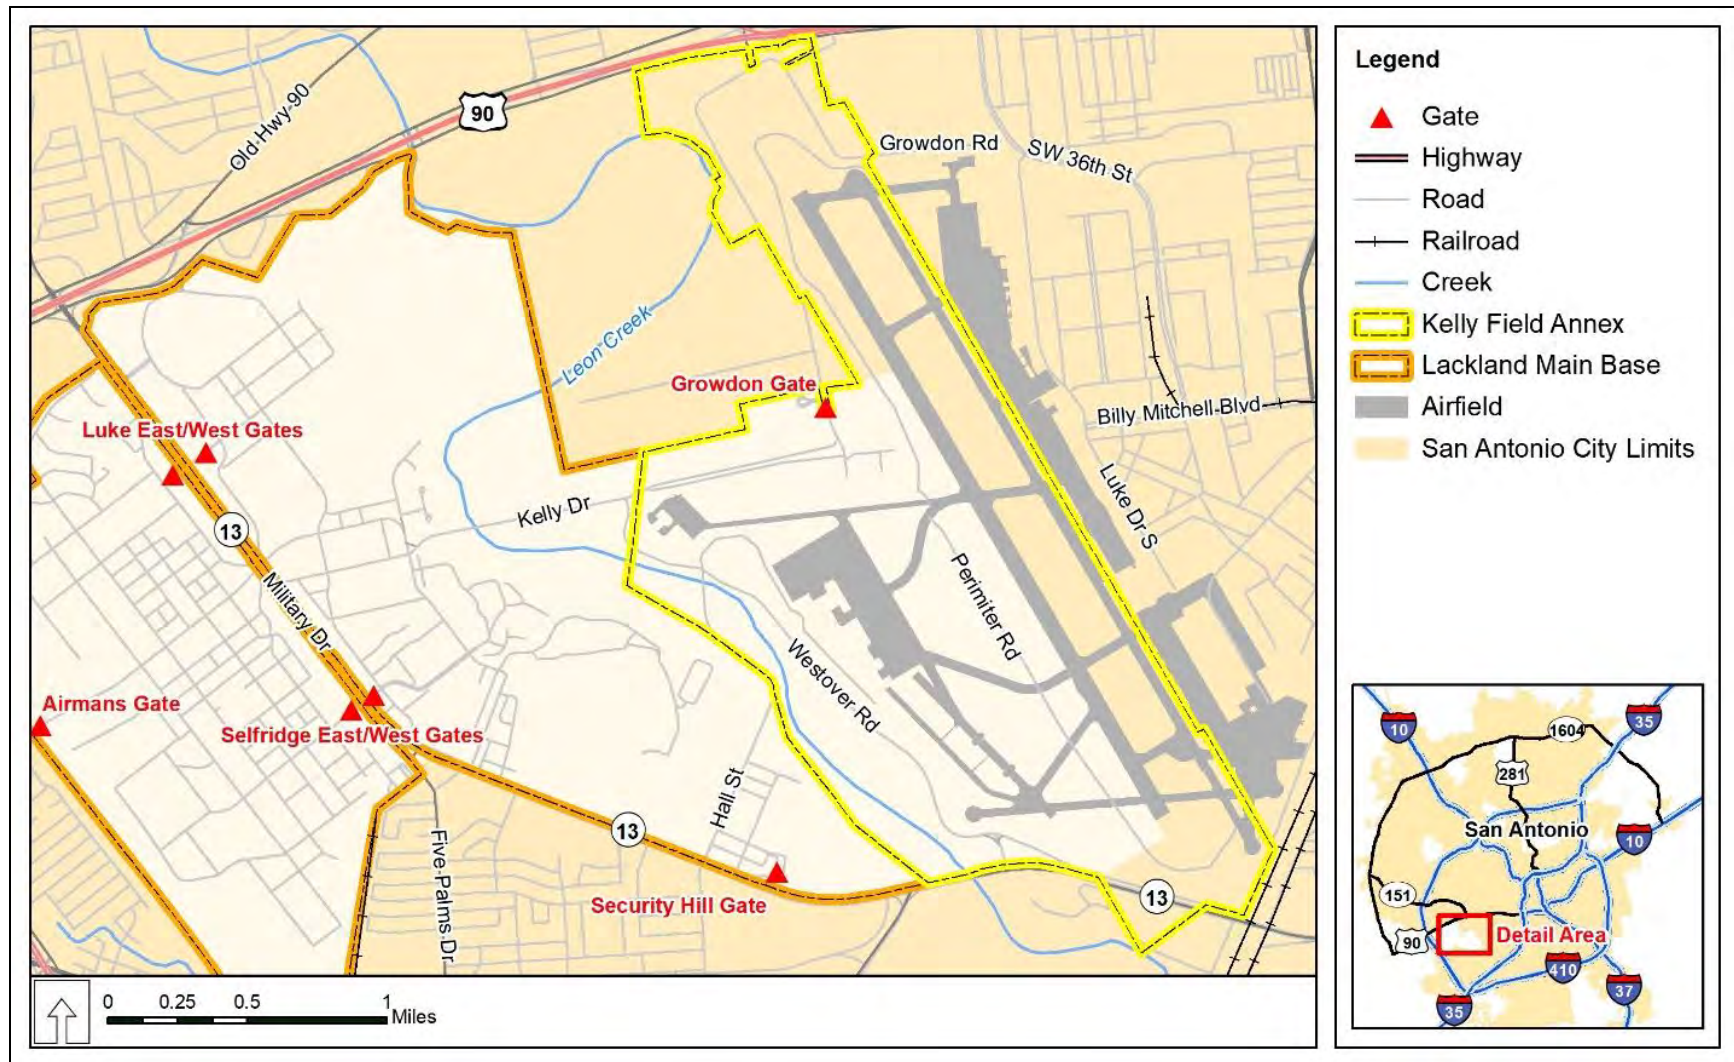 Old Hwy 90
90
Growdon Rd
SW 36th St
Leon Creek
Growdon Gate
Billy Mitchell Blvd
Luke East/West Gates
Kelly Dr
Luke Dr S
13
Military Dr
Perimiter Rd
Westover Rd
Airmans Gate
Selfridge East/West Gates
Hall St
13
Five Palms Dr
Security Hill Gate
13
0 0.25 0.5 1
Miles
Legend
Gate
Highway
Road
Railroad
Creek
Kelly Field Annex
Lackland Main Base
Airfield
San Antonio City Limits
10
1604
35
281
San Antonio
10
151
90
Detail Area
410
37
35